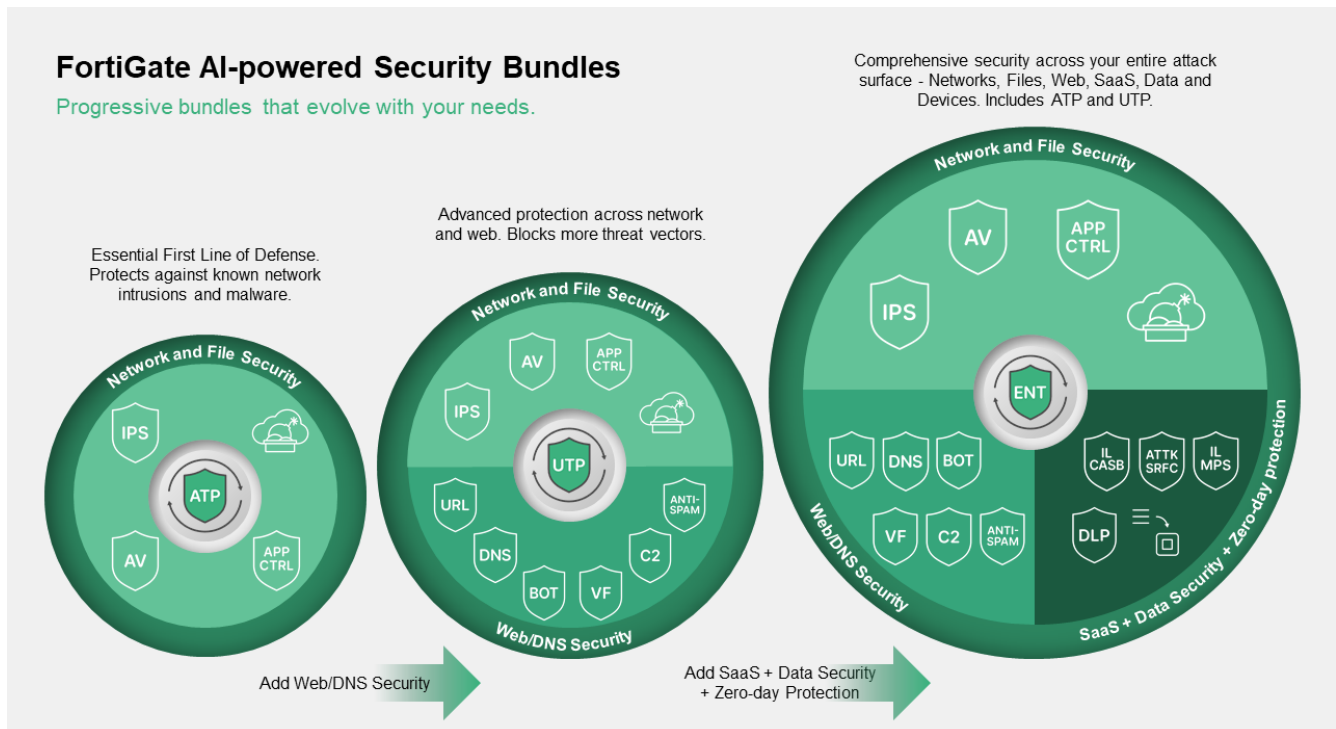 FortiGate AI-powered Security Bundles
Progressive bundles that evolve with your needs.
Essential First Line of Defense.
Protects against known network
intrusions and malware.
Network and File Security
IPS
ATP
AV
APP
CTRL
Add Web/DNS Security
Advanced protection across network
and web. Blocks more threat vectors.
Network and File Security
AV
APP
CTRL
IPS
UTP
URL
ANTI-
SPAM
DNS
C2
BOT
VF
Web/DNS Security
Add SaaS + Data Security
+ Zero-day Protection
Comprehensive security across your entire attack
surface - Networks, Files, Web, SaaS, Data and
Devices. Includes ATP and UTP.
Network and File Security
AV
APP
CTRL
IPS
ENT
URL
DNS
BOT
VF
C2
ANTI-
SPAM
Web/DNS Security
IL
CASB
ATTK
SRFC
IL
MPS
DLP
SaaS + Data Security + Zero-day protection